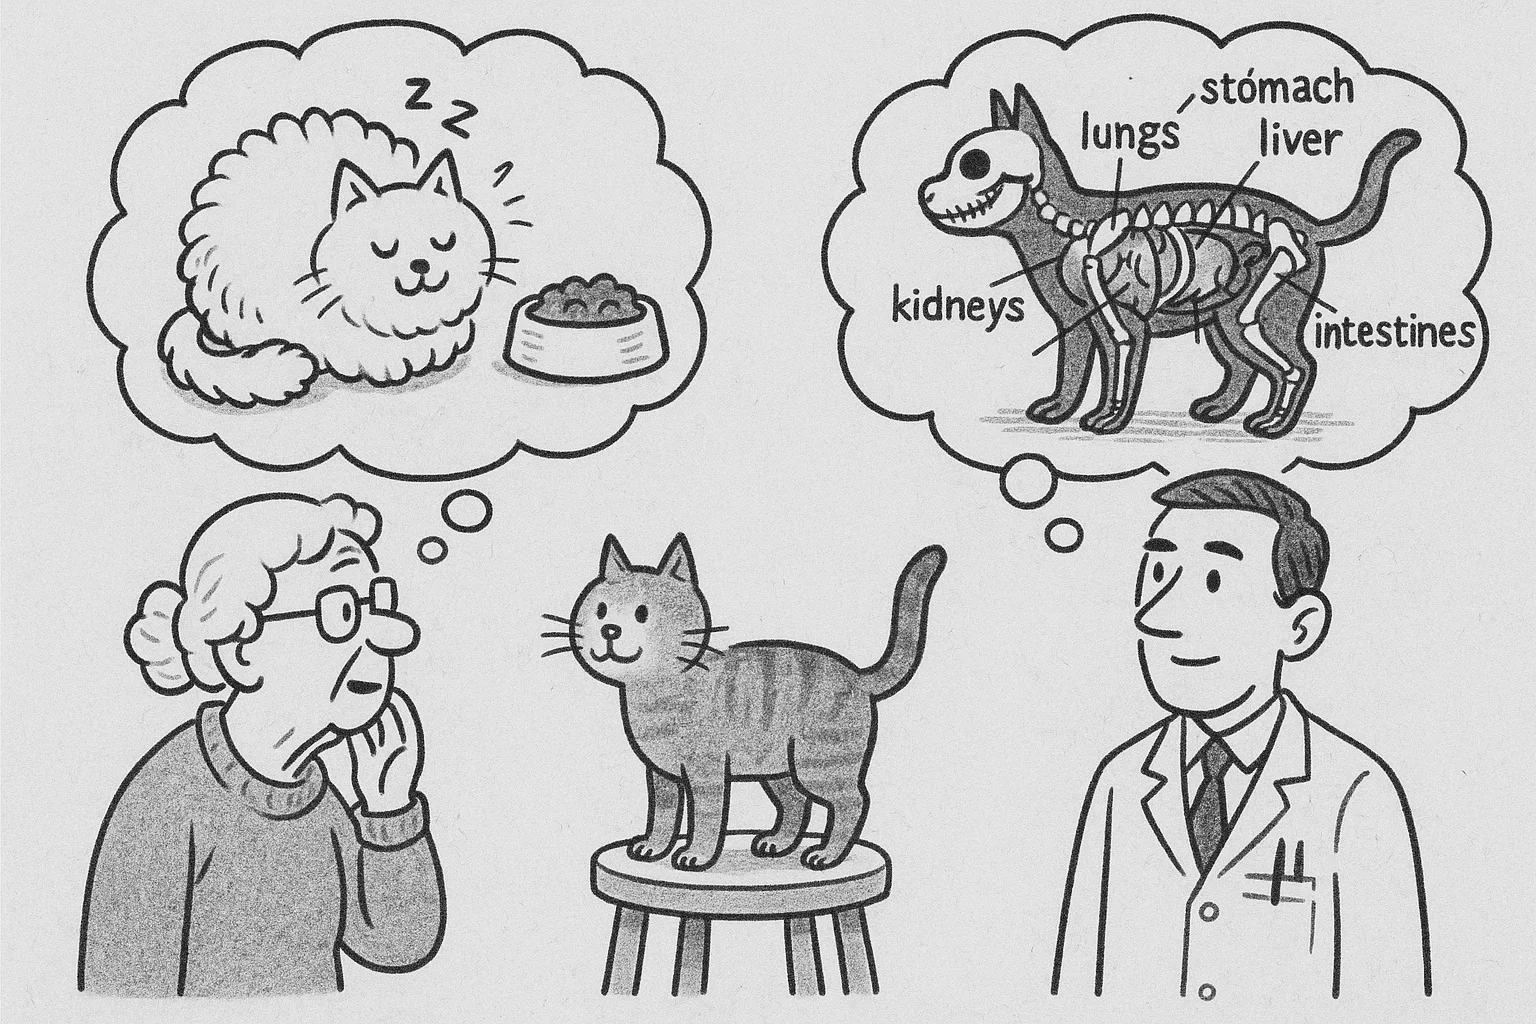 z z
stómach
lungs
liver
kidneys
intestines